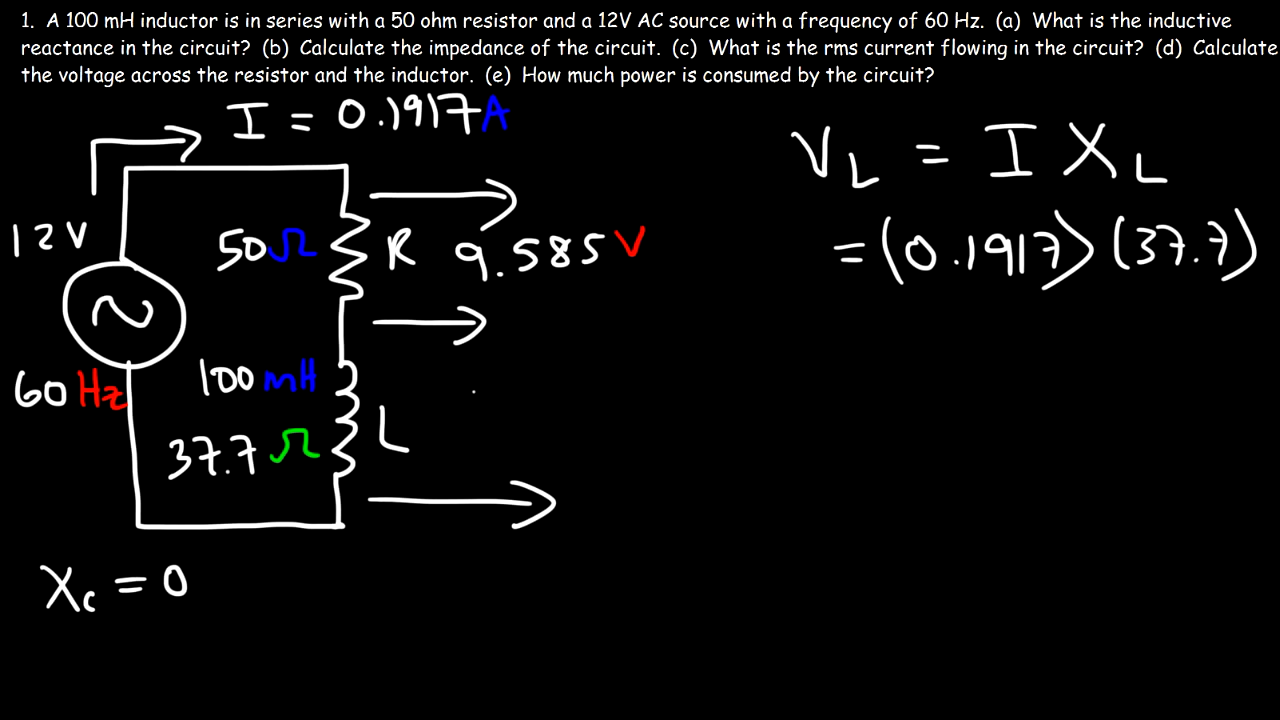 1. A 100 mH inductor is in series with a 50 ohm resistor and a 12V AC source with a frequency of 60 Hz. (a) What is the inductive
reactance in the circuit? (b) Calculate the impedance of the circuit. (c) What is the rms current flowing in the circuit? (d) Calculate
the voltage across the resistor and the inductor. (e) How much power is consumed by the circuit?
I = 0.1917A
V_L = I X_L
12V
50Ω R 9.585V
= (0.1917)(37.7)
60Hz
100mH
37.7Ω L
X_C = 0